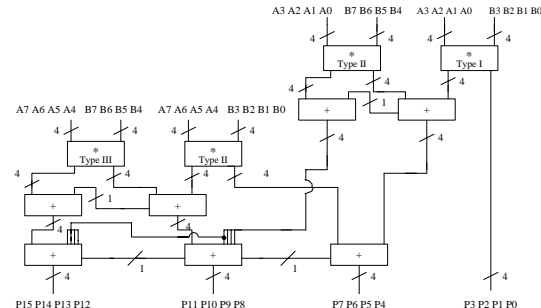 A3 A2 A1 A0 B7 B6 B5 B4 A3 A2 A1 A0 B3 B2 B1 B0
4 4 4 4
* *
Type II Type I
4 4 4 4
1
+ +
A7 A6 A5 A4 B7 B6 B5 B4 A7 A6 A5 A4 B3 B2 B1 B0
4 4
4 4 4 4
* *
Type III Type II
4 4 4 4
1
+ +
4 4
+ + +
1 1
4 4 4 4
P15 P14 P13 P12 P11 P10 P9 P8 P7 P6 P5 P4 P3 P2 P1 P0